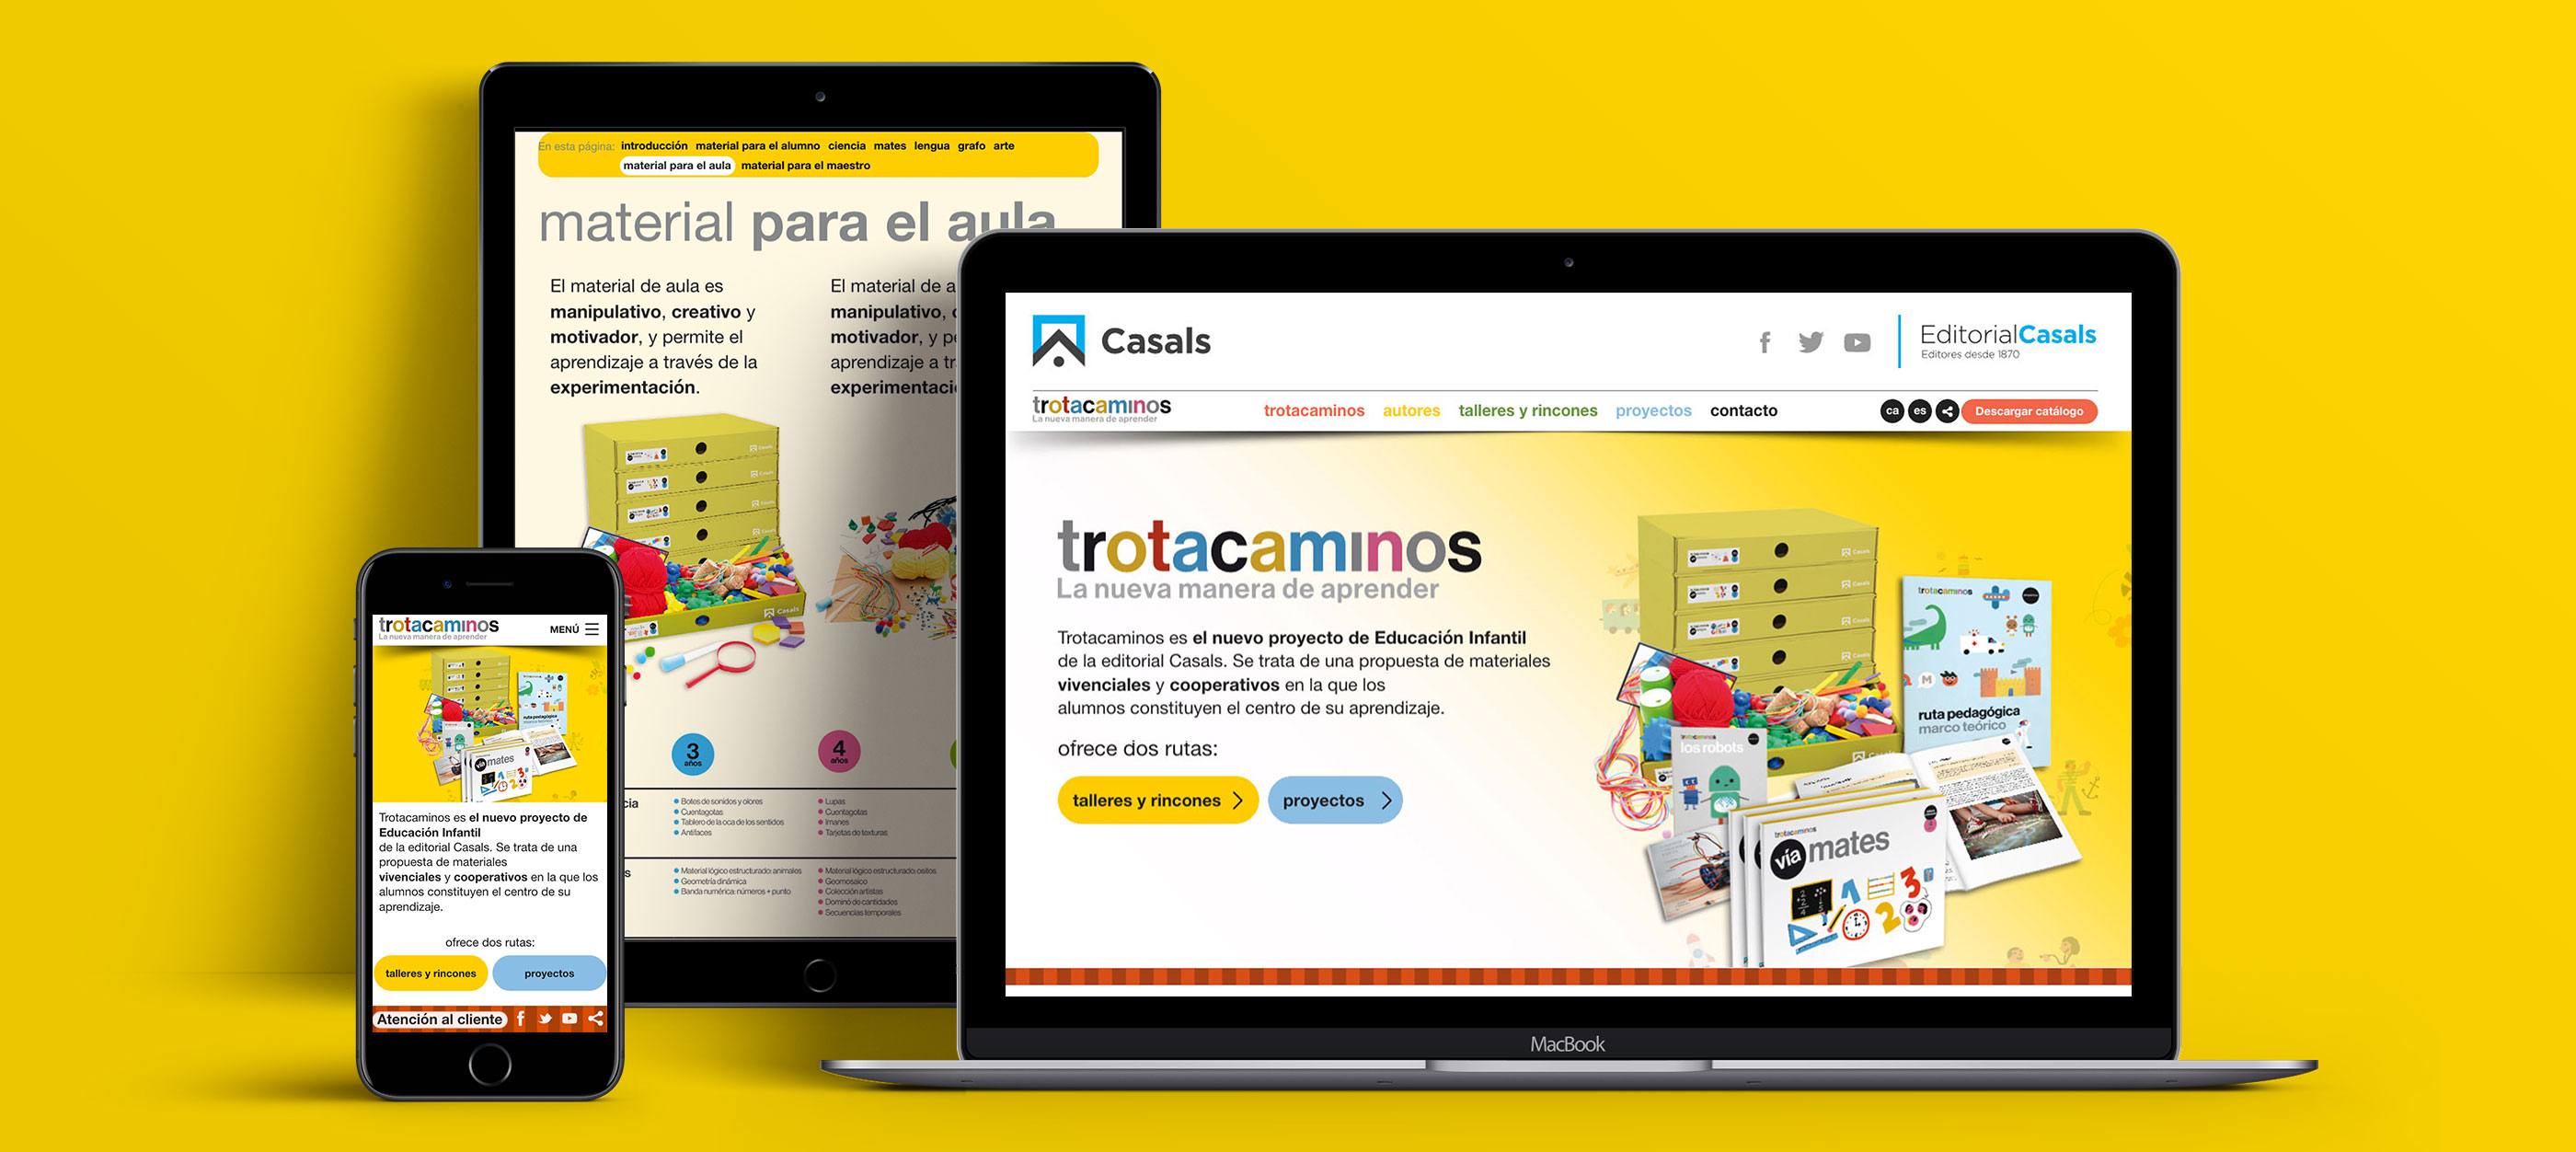 En esta página: introducción material para el alumno ciencia mates lengua grafo arte
material para el aula material para el maestro
material para el aula
El material de aula es
manipulativo, creativo y
motivador, y permite el
aprendizaje a través de la
experimentación.
El material de a
manipulativo,
motivador, y
aprendizaje a
3
años
4
años
Botes de sonidos y olores
Cuentagotas
Tablero de la oca de los sentidos
Antifaces
Lupas
Cuentagotas
Imanes
Tarjetas de texturas
Material lógico estructurado: animales
Geometría dinámica
Banda numérica: números + punto
Material lógico estructurado: ositos
Geomosaico
Colección artistas
Dominó de cantidades
Secuencias temporales
Casals
trotacaminos
La nueva manera de aprender
MENÚ
ruta pedagógica
vía mates
Trotacaminos es el nuevo proyecto de
Educación Infantil
de la editorial Casals. Se trata de una
propuesta de materiales
vivenciales y cooperativos en la que los
alumnos constituyen el centro de su
aprendizaje.
ofrece dos rutas:
talleres y rincones
proyectos
Atención al cliente
Casals
EditorialCasals
Editores desde 1870
trotacaminos
La nueva manera de aprender
trotacaminos autores talleres y rincones proyectos contacto
ca es Descargar catálogo
trotacaminos
La nueva manera de aprender
Trotacaminos es el nuevo proyecto de Educación Infantil
de la editorial Casals. Se trata de una propuesta de materiales
vivenciales y cooperativos en la que los
alumnos constituyen el centro de su aprendizaje.
ofrece dos rutas:
talleres y rincones
proyectos
Casals
Casals
Casals
Casals
trotacaminos
ruta pedagógica
marco teórico
trotacaminos
los robots
trotacaminos
vía mates
MacBook